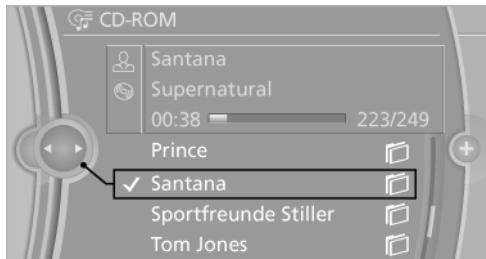 CD-ROM
Santana
Supernatural
00:38 223/249
Prince
Santana
Sportfreunde Stiller
Tom Jones